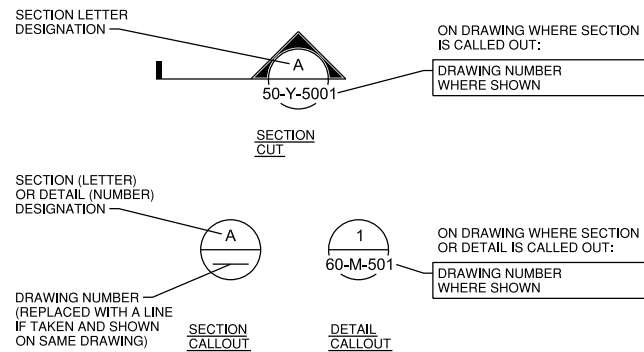 SECTION LETTER
DESIGNATION
A
50-Y-5001
ON DRAWING WHERE SECTION
IS CALLED OUT:
DRAWING NUMBER
WHERE SHOWN
SECTION
CUT
SECTION (LETTER)
OR DETAIL (NUMBER)
DESIGNATION
A
1
60-M-501
ON DRAWING WHERE SECTION
OR DETAIL IS CALLED OUT:
DRAWING NUMBER
WHERE SHOWN
DRAWING NUMBER
(REPLACED WITH A LINE
IF TAKEN AND SHOWN
ON SAME DRAWING)
SECTION
CALLOUT
DETAIL
CALLOUT